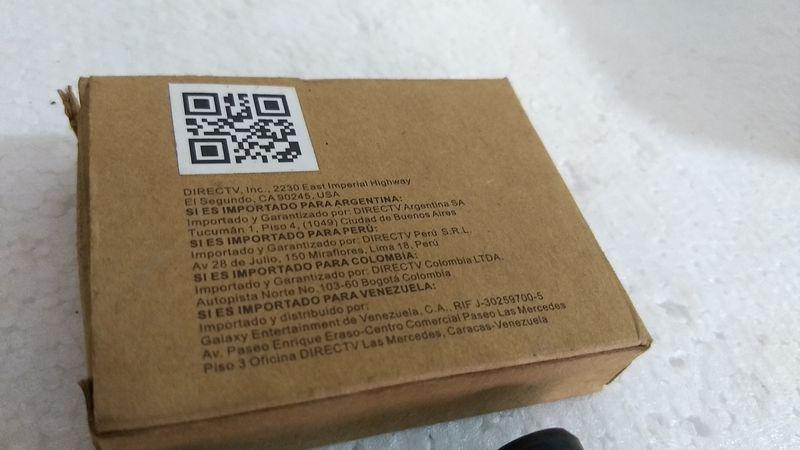 DIRECTV, Inc., 2230 East Imperial Highway
El Segundo, CA 90245, USA
SI ES IMPORTADO PARA ARGENTINA:
Importado y Garantizado por: DIRECTV Argentina SA
Tucumán 1, Piso 4, (1049) Ciudad de Buenos Aires
SI ES IMPORTADO PARA PERÚ:
Importado y Garantizado por: DIRECTV Perú S.R.L.
Av 28 de Julio, 150 Miraflores, Lima 18, Perú
SI ES IMPORTADO PARA COLOMBIA:
Importado y Garantizado por: DIRECTV Colombia LTDA.
Autopista Norte No. 103-60 Bogotá Colombia
SI ES IMPORTADO PARA VENEZUELA:
Importado y distribuido por:
Galaxy Entertainment de Venezuela, C.A., RIF J-30259700-5
Av. Paseo Enrique Eraso-Centro Comercial Paseo Las Mercedes
Piso 3 Oficina DIRECTV Las Mercedes, Caracas-Venezuela